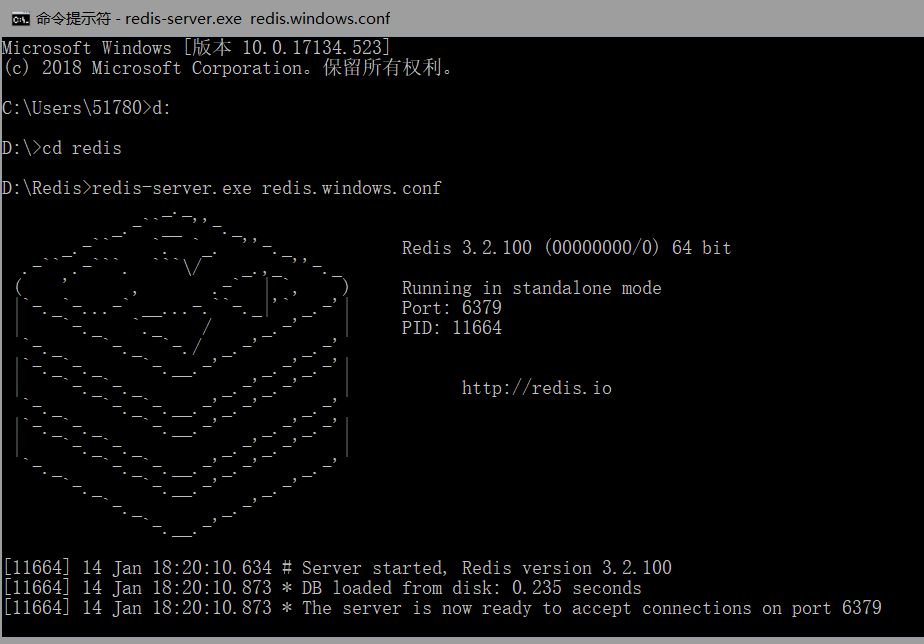 命令提示符 - redis-server.exe redis.windows.conf
Microsoft Windows [版本 10.0.17134.523]
(c) 2018 Microsoft Corporation。保留所有权利。
C:\Users\51780>d:
D:\>cd redis
D:\Redis>redis-server.exe redis.windows.conf
Redis 3.2.100 (00000000/0) 64 bit
Running in standalone mode
Port: 6379
PID: 11664
http://redis.io
[11664] 14 Jan 18:20:10.634 # Server started, Redis version 3.2.100
[11664] 14 Jan 18:20:10.873 * DB loaded from disk: 0.235 seconds
[11664] 14 Jan 18:20:10.873 * The server is now ready to accept connections on port 6379